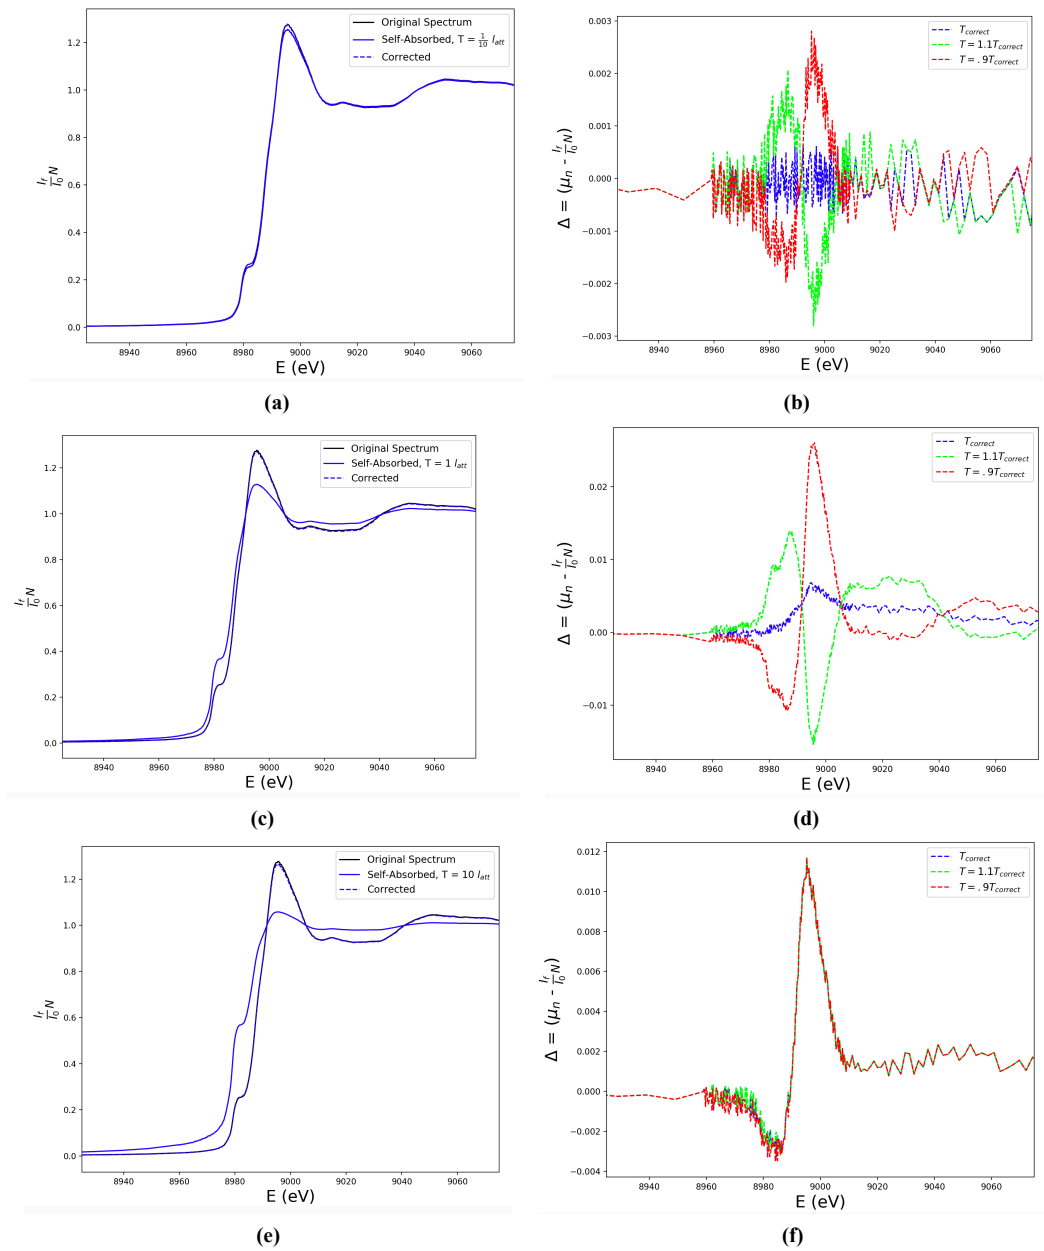 Original Spectrum
Self-Absorbed, T = 1/10 l_att
Corrected
1.2
1.0
0.8
0.6
0.4
0.2
0.0
I_f/I_0 N
8940 8960 8980 9000 9020 9040 9060
E (eV)
(a)
T_correct
T = 1.1T_correct
T = .9T_correct
0.003
0.002
0.001
0.000
−0.001
−0.002
−0.003
Δ = (μ_n - I_f/I_0 N)
8940 8960 8980 9000 9020 9040 9060
E (eV)
(b)
Original Spectrum
Self-Absorbed, T = 1 l_att
Corrected
1.2
1.0
0.8
0.6
0.4
0.2
0.0
I_f/I_0 N
8940 8960 8980 9000 9020 9040 9060
E (eV)
(c)
T_correct
T = 1.1T_correct
T = .9T_correct
0.02
0.01
0.00
−0.01
Δ = (μ_n - I_f/I_0 N)
8940 8960 8980 9000 9020 9040 9060
E (eV)
(d)
Original Spectrum
Self-Absorbed, T = 10 l_att
Corrected
1.2
1.0
0.8
0.6
0.4
0.2
0.0
I_f/I_0 N
8940 8960 8980 9000 9020 9040 9060
E (eV)
(e)
T_correct
T = 1.1T_correct
T = .9T_correct
0.012
0.010
0.008
0.006
0.004
0.002
0.000
−0.002
−0.004
Δ = (μ_n - I_f/I_0 N)
8940 8960 8980 9000 9020 9040 9060
E (eV)
(f)